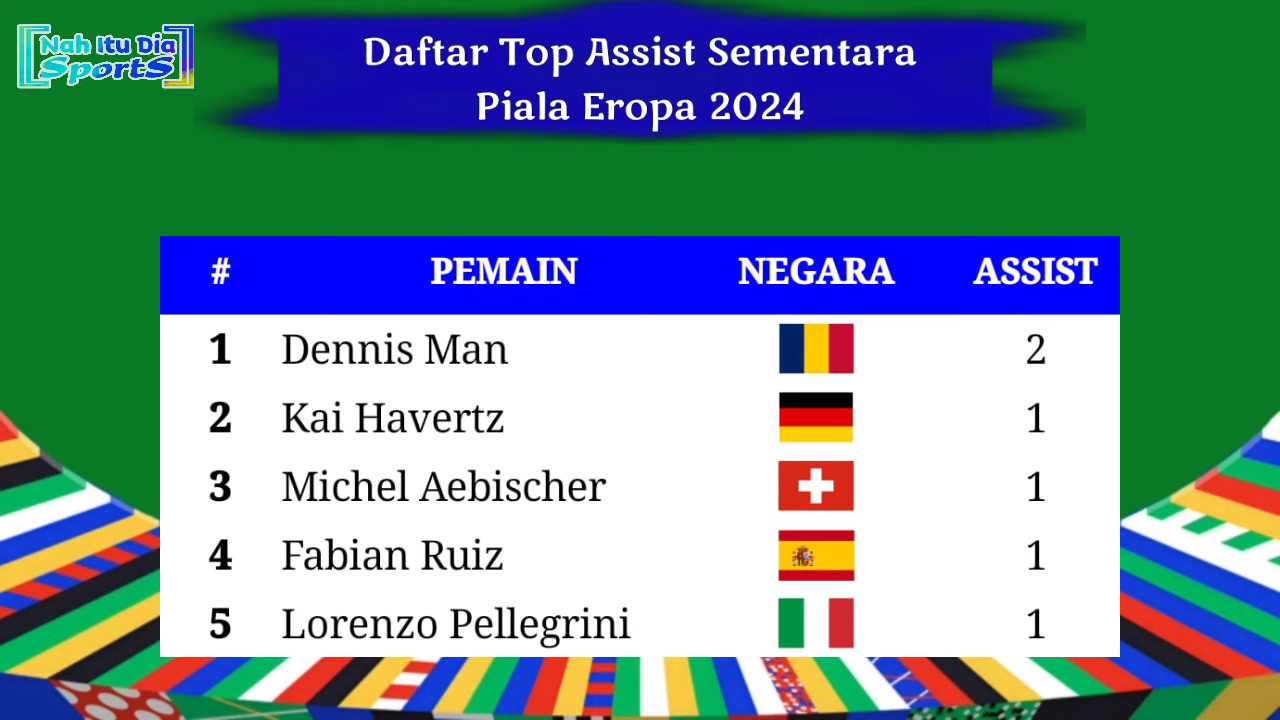 Nah Itu Dia
Sports
Daftar Top Assist Sementara
Piala Eropa 2024
# PEMAIN NEGARA ASSIST
1 Dennis Man 2
2 Kai Havertz 1
3 Michel Aebischer 1
4 Fabian Ruiz 1
5 Lorenzo Pellegrini 1